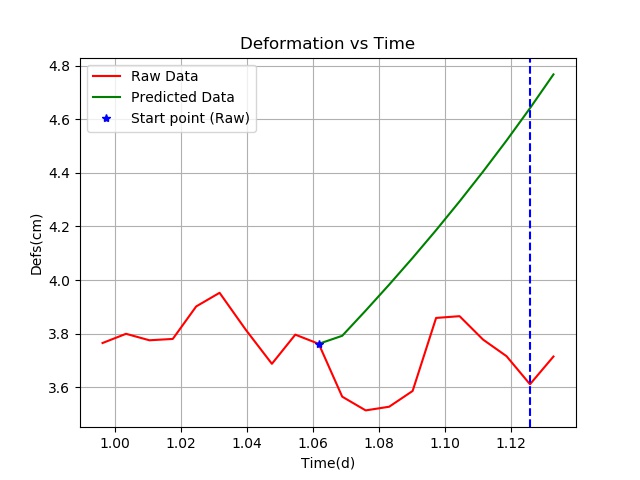 Deformation vs Time
Raw Data
Predicted Data
Start point (Raw)
Defs(cm)
4.8
4.6
4.4
4.2
4.0
3.8
3.6
1.00 1.02 1.04 1.06 1.08 1.10 1.12
Time(d)